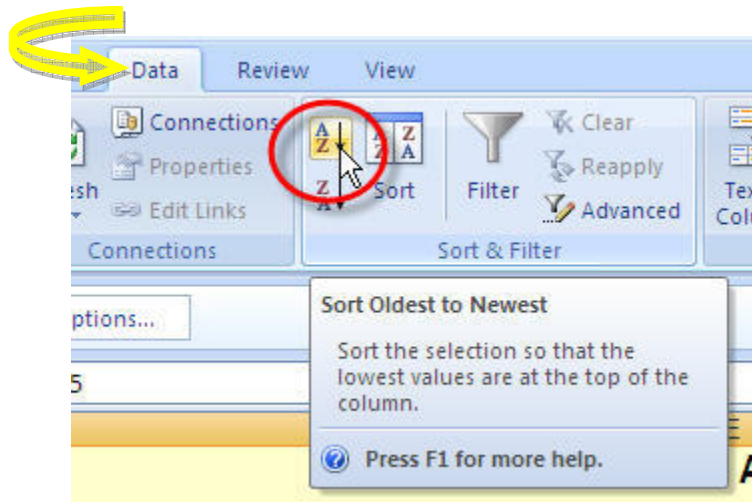 Data Review View
Connections
Properties
Edit Links
Connections
A Z
Z A
A Z
Z A
Sort
Filter
Clear
Reapply
Advanced
Sort & Filter
ptions...
5
Sort Oldest to Newest
Sort the selection so that the
lowest values are at the top of the
column.
Press F1 for more help.